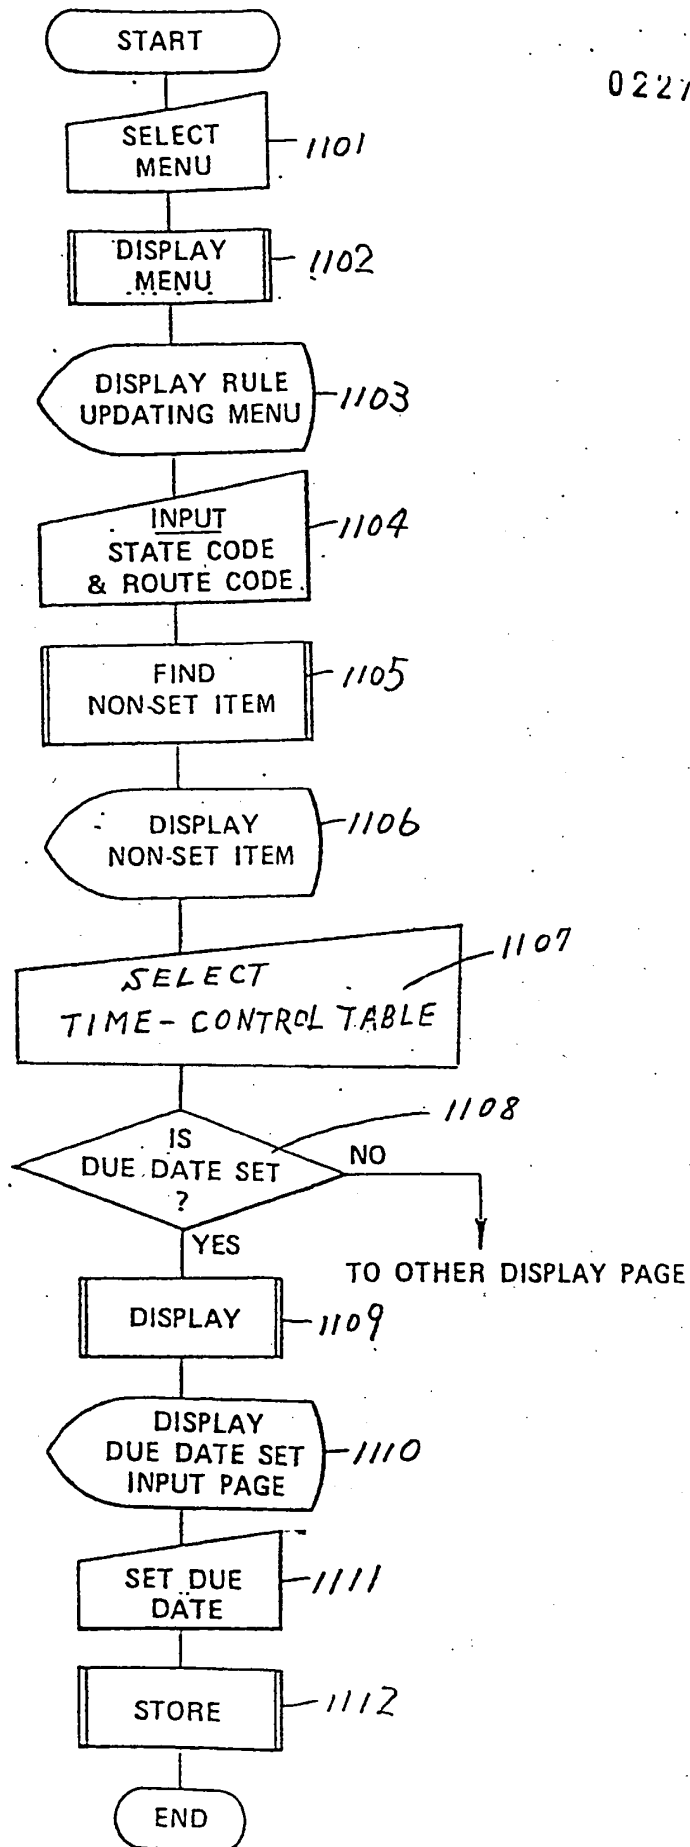 START
0227
SELECT
MENU
1101
DISPLAY
MENU
1102
DISPLAY RULE
UPDATING MENU
1103
INPUT
STATE CODE
& ROUTE CODE
1104
FIND
NON-SET ITEM
1105
DISPLAY
NON-SET ITEM
1106
SELECT
TIME-CONTROL TABLE
1107
1108
IS
DUE DATE SET
?
NO
YES
TO OTHER DISPLAY PAGE
DISPLAY
1109
DISPLAY
DUE DATE SET
INPUT PAGE
1110
SET DUE
DATE
1111
STORE
1112
END